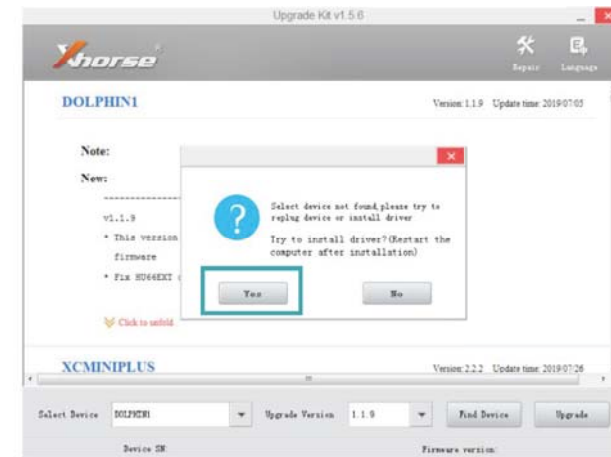 Upgrade Kit v1.5.6
Xhorse
Repair
Language
DOLPHIN1
Version: 1.1.9 Update time: 2019/07/05
Note:
New:
v1.1.9
• This version
firmware
• Fix HU66EXT
Click to unfold
Select device not found,please try to
replug device or install driver
Try to install driver?(Restart the
computer after installation)
Yes
No
XCMINIPLUS
Version: 2.2.2 Update time: 2019/07/26
Select Device DOLPHIN1 Upgrade Version 1.1.9 Find Device Upgrade
Device SN: Firmware version: